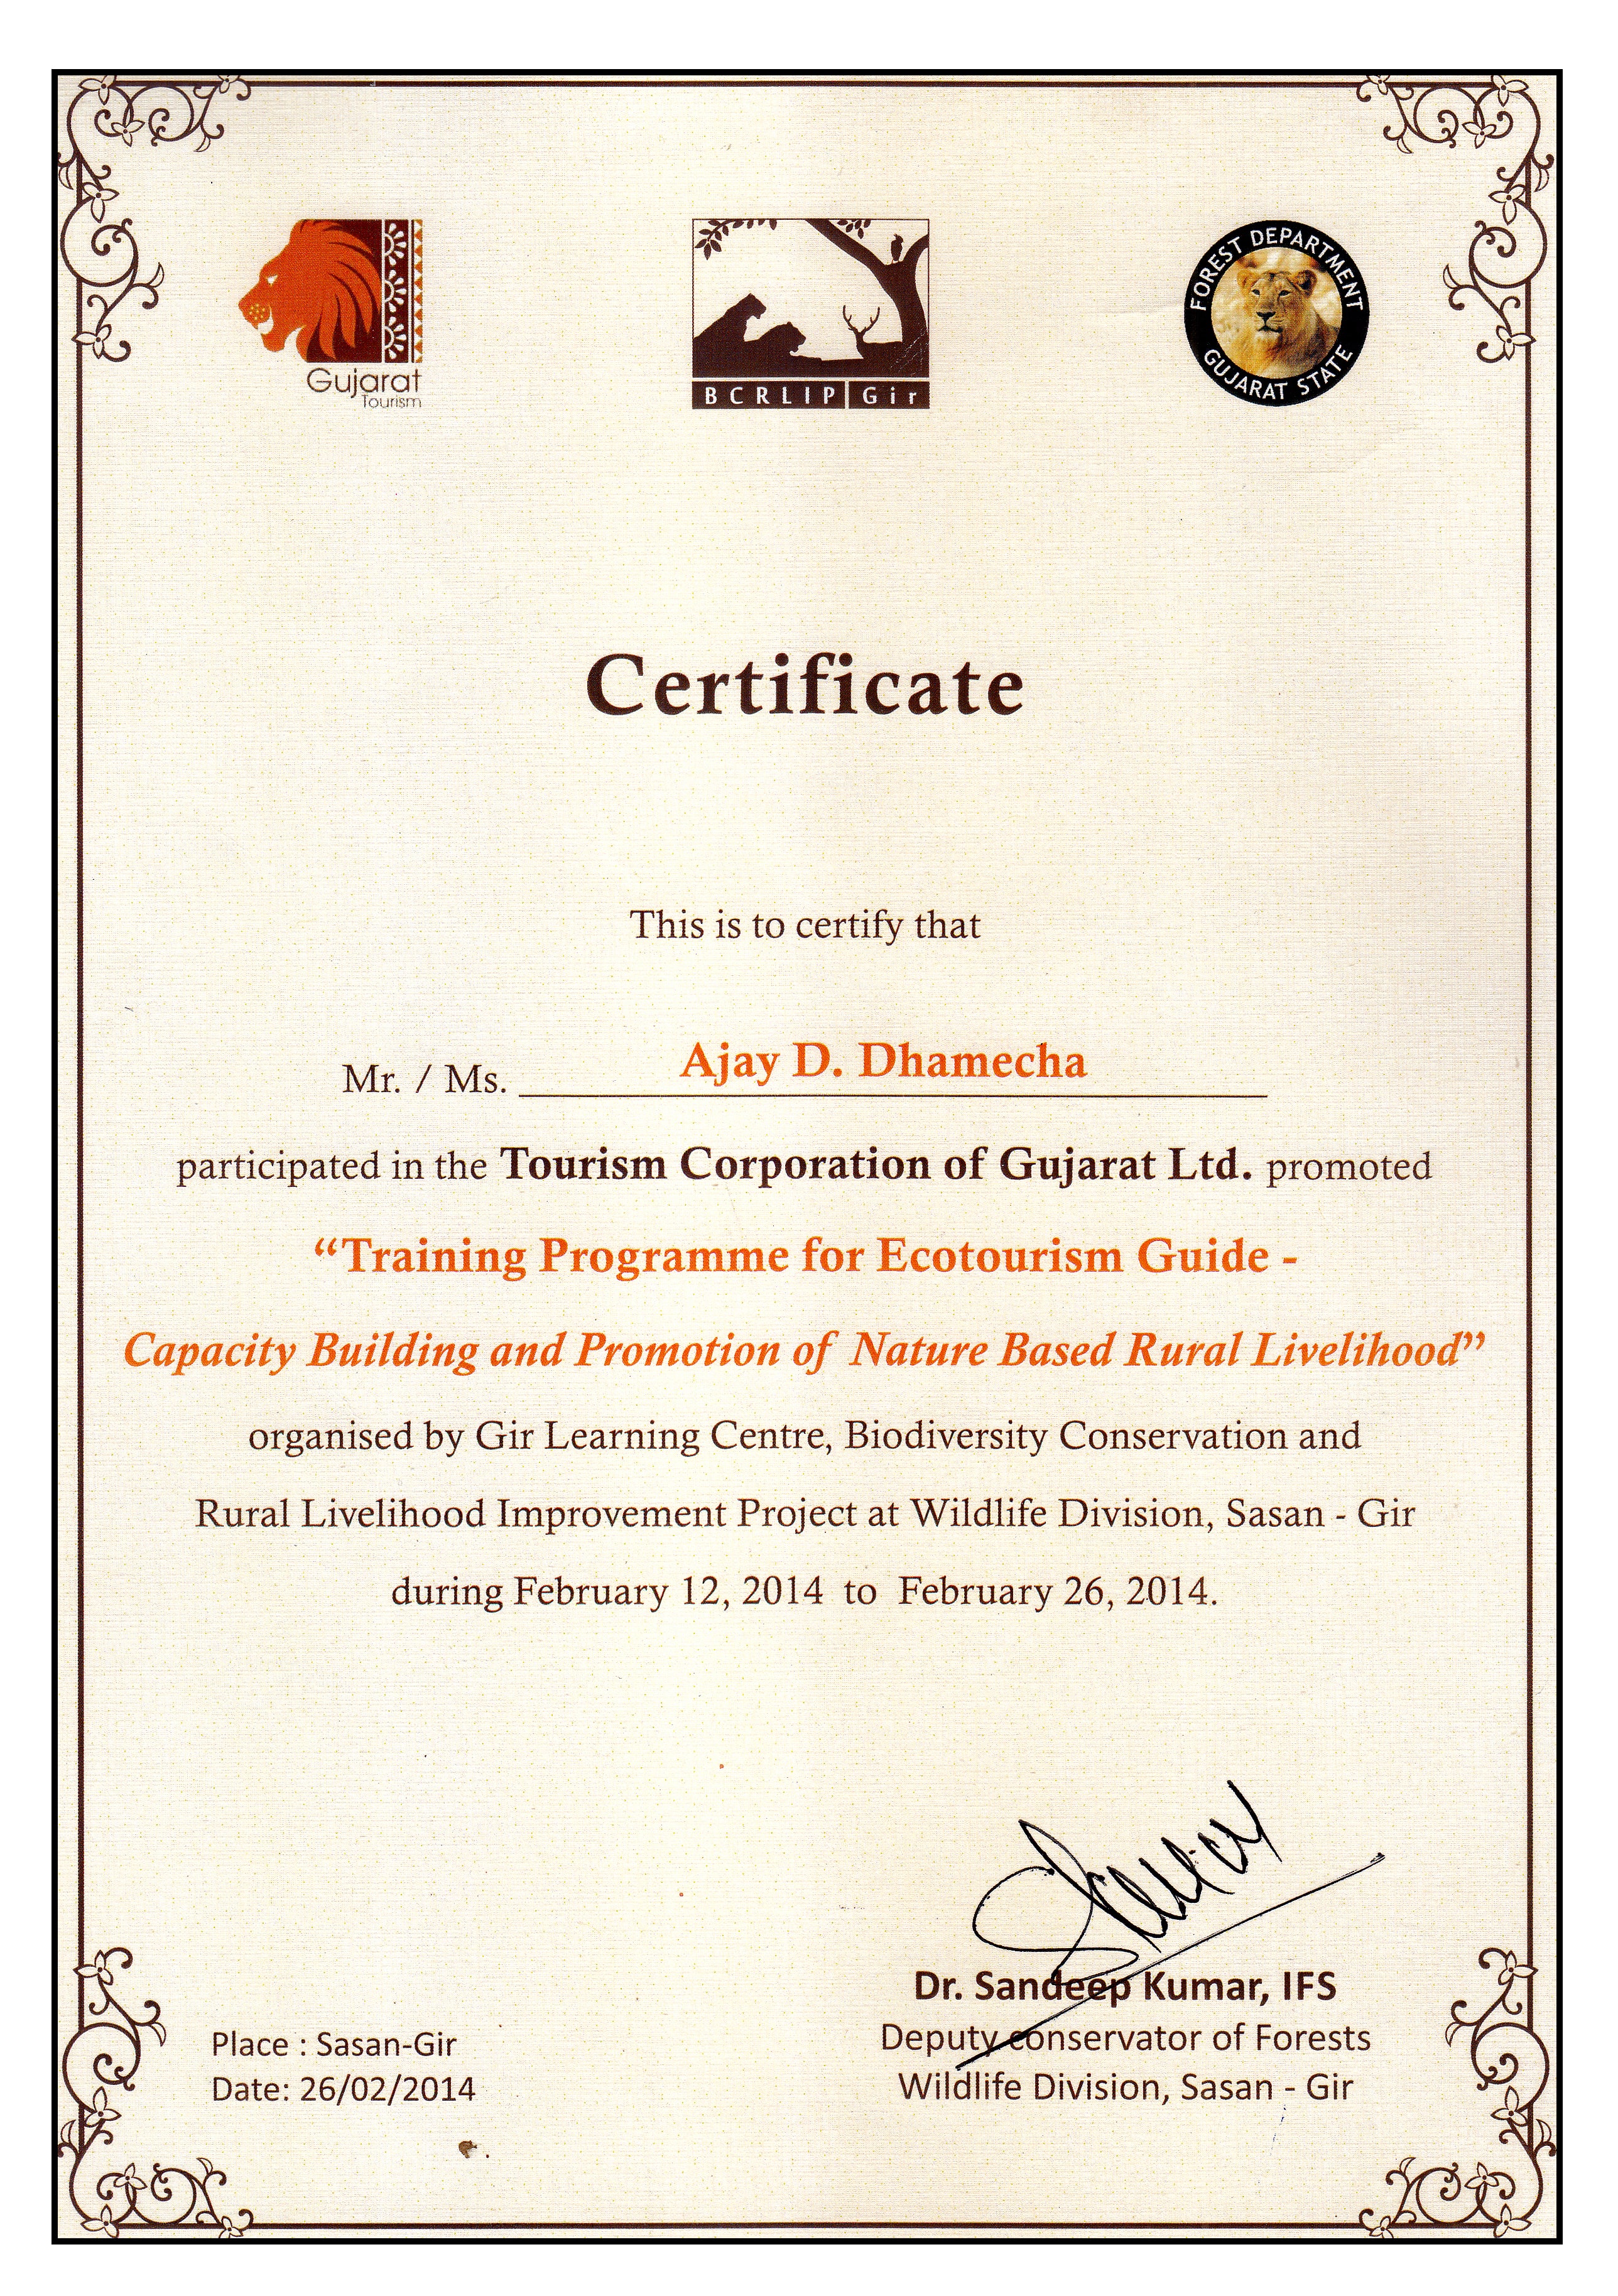 Gujarat
Tourism
BCRLIP Gir
FOREST DEPARTMENT
GUJARAT STATE
Certificate
This is to certify that
Mr. / Ms. Ajay D. Dhamecha
participated in the Tourism Corporation of Gujarat Ltd. promoted
“Training Programme for Ecotourism Guide -
Capacity Building and Promotion of Nature Based Rural Livelihood”
organised by Gir Learning Centre, Biodiversity Conservation and
Rural Livelihood Improvement Project at Wildlife Division, Sasan - Gir
during February 12, 2014 to February 26, 2014.
Dr. Sandeep Kumar, IFS
Deputy conservator of Forests
Wildlife Division, Sasan - Gir
Place : Sasan-Gir
Date: 26/02/2014